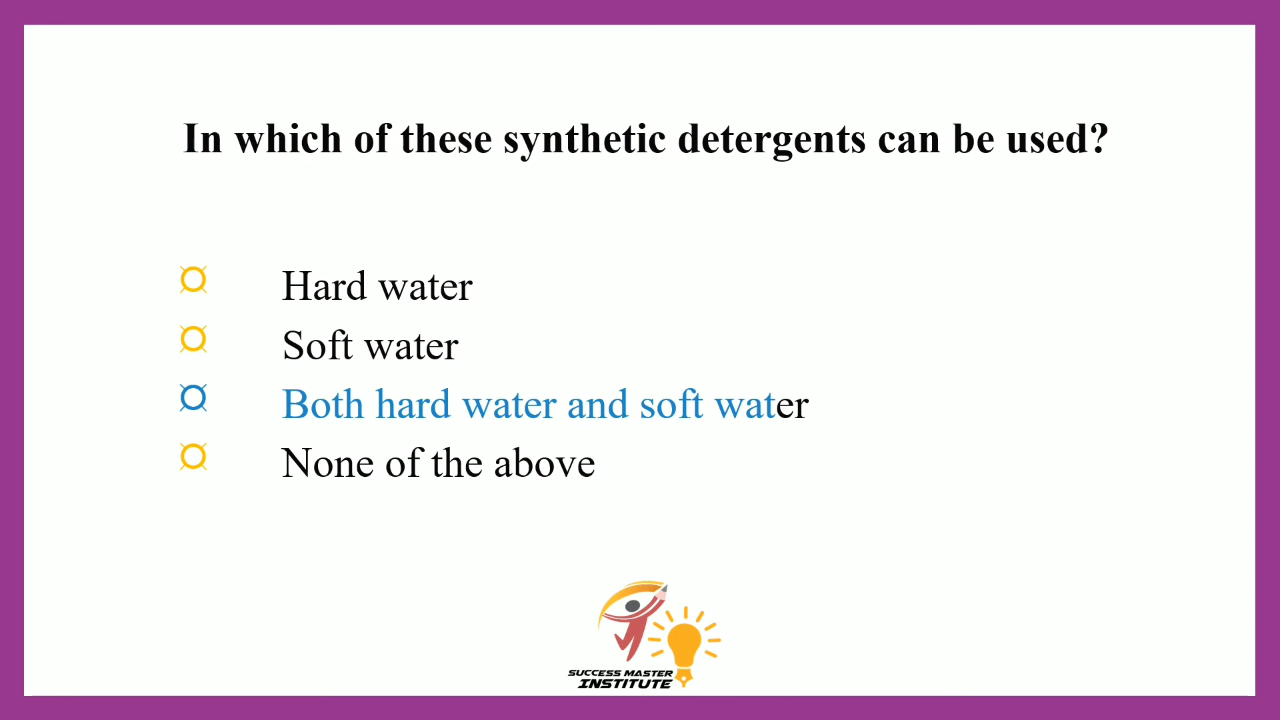 In which of these synthetic detergents can be used?
¤ Hard water
¤ Soft water
¤ Both hard water and soft water
¤ None of the above
SUCCESS MASTER
INSTITUTE